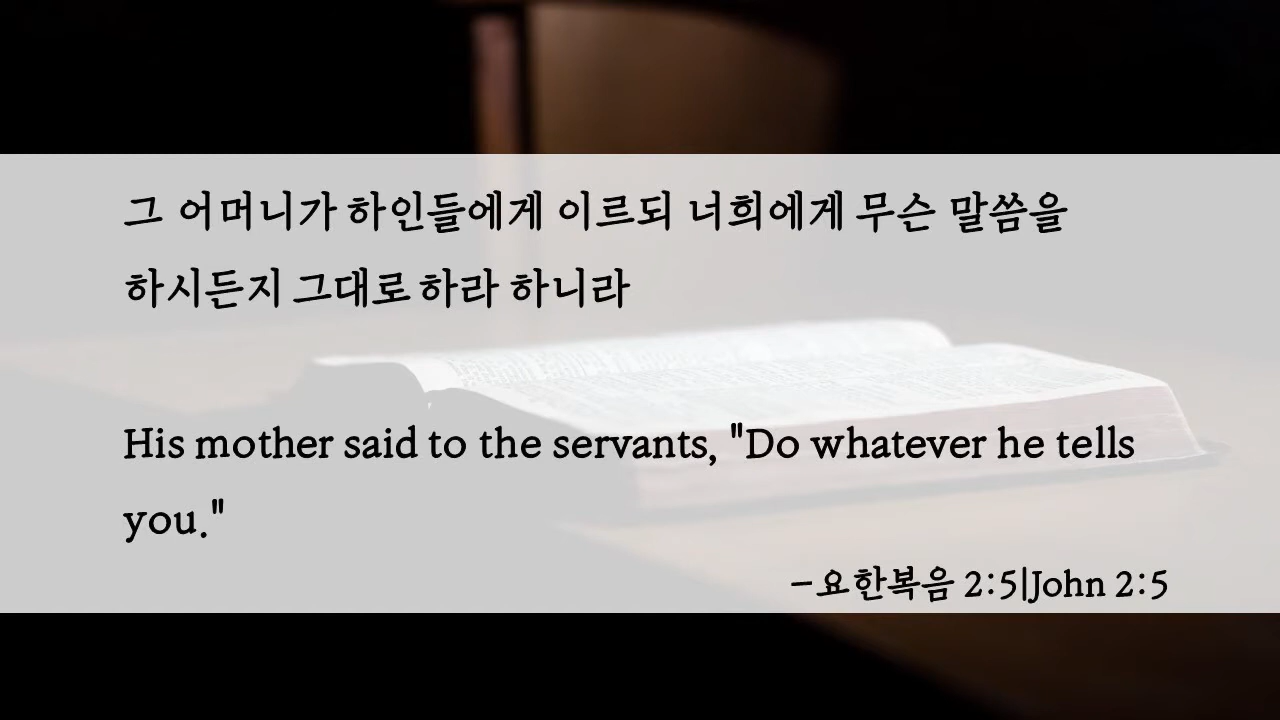 그 어머니가 하인들에게 이르되 너희에게 무슨 말씀을
하시든지 그대로 하라 하니라
His mother said to the servants, "Do whatever he tells
you."
-요한복음 2:5|John 2:5